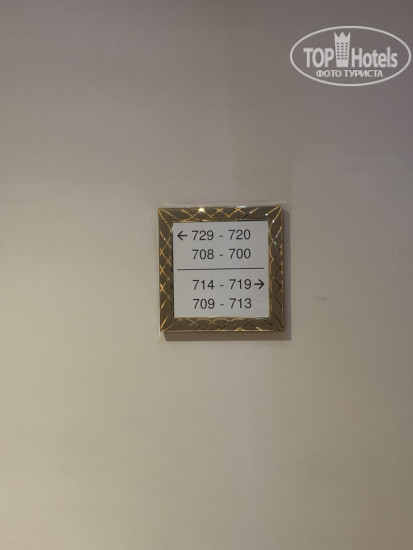 TOP Hotels
ФОТО ТУРИСТА
← 729 - 720
708 - 700
714 - 719 →
709 - 713